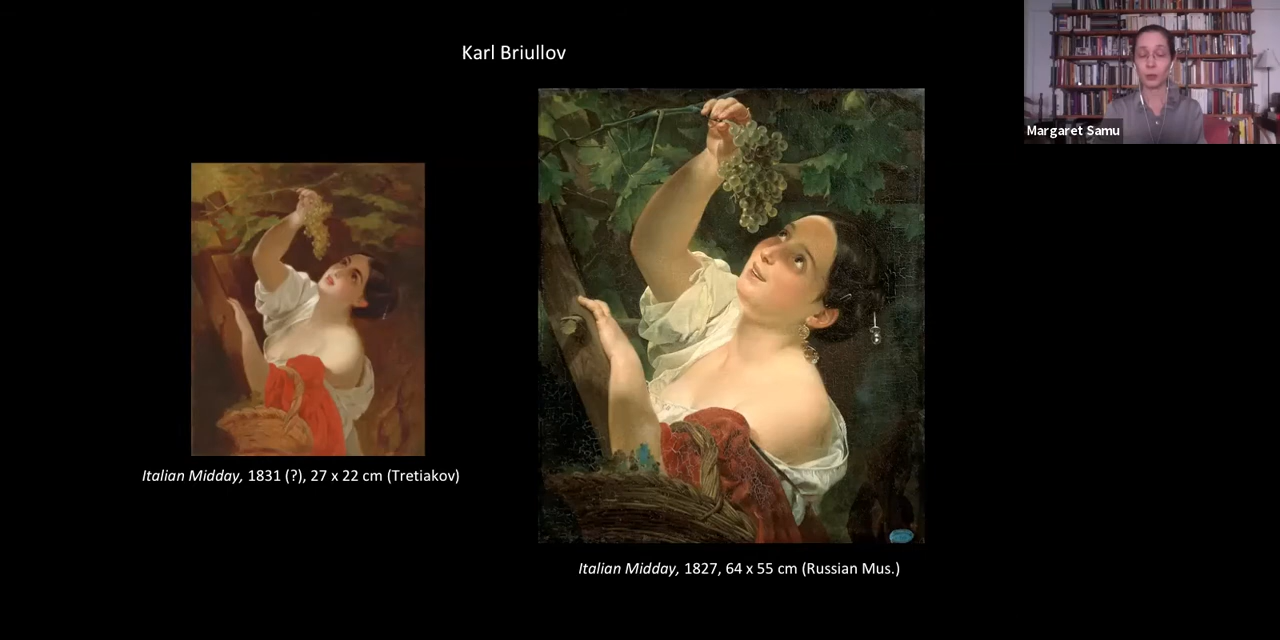 Karl Briullov
Margaret Samu
Italian Midday, 1831 (?), 27 x 22 cm (Tretiakov)
Italian Midday, 1827, 64 x 55 cm (Russian Mus.)